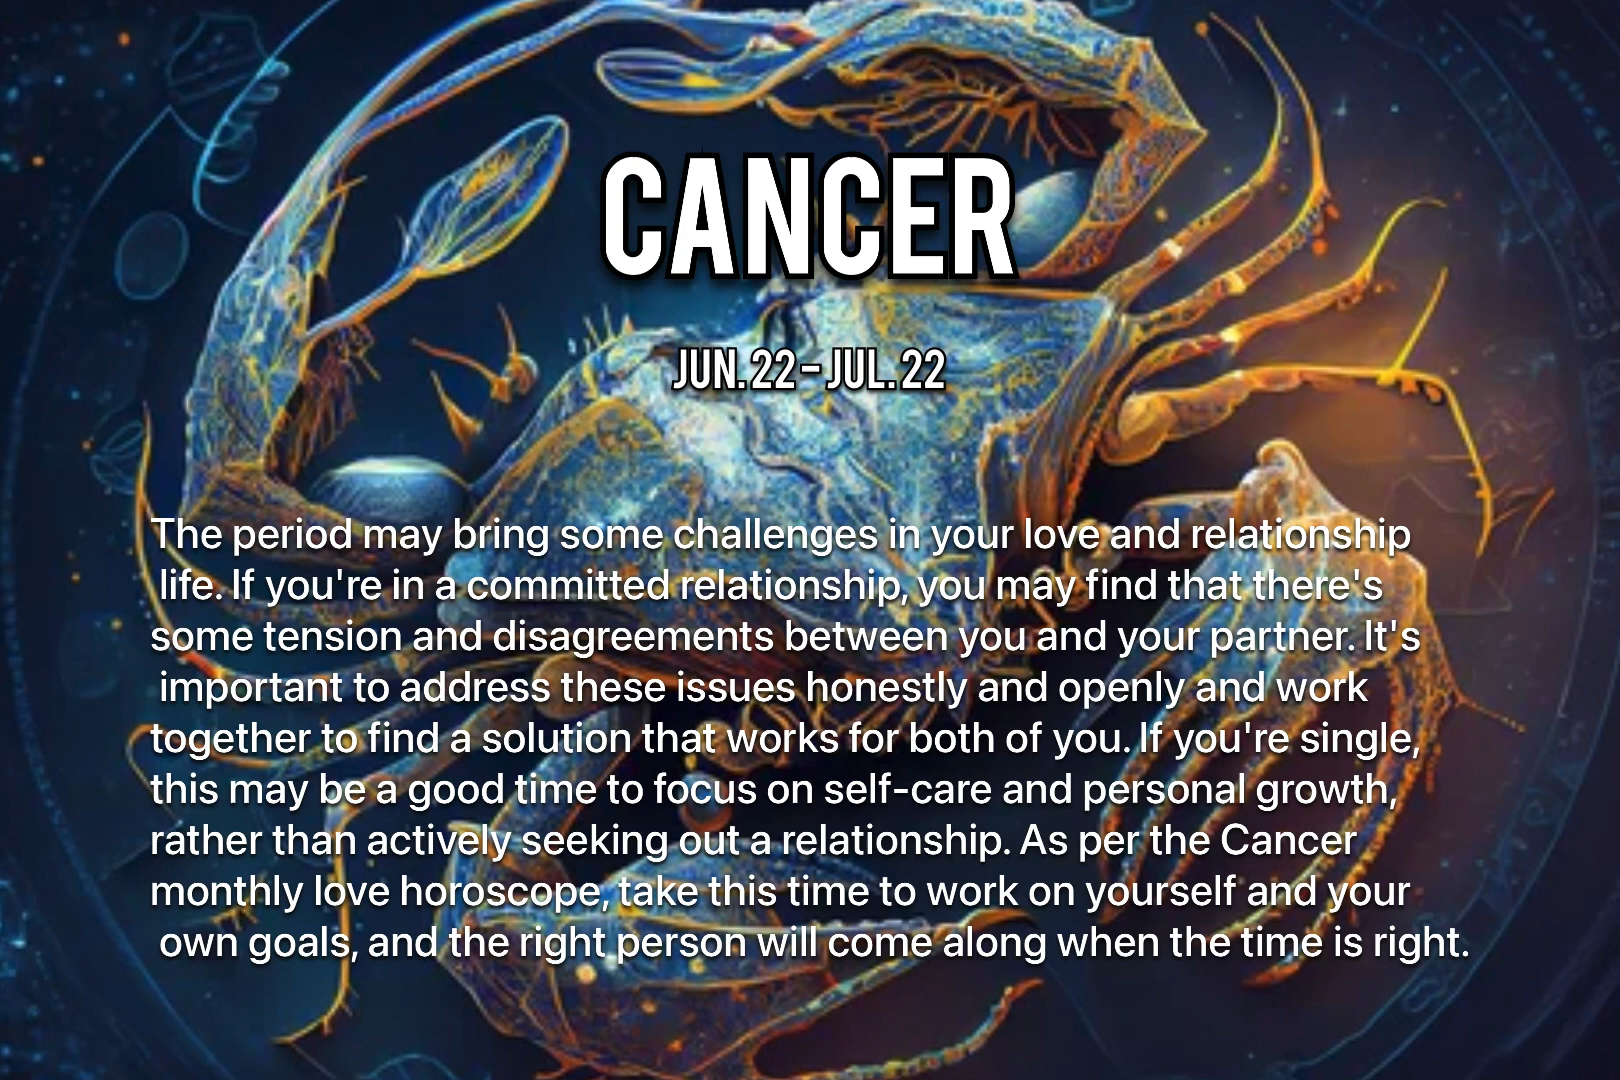 CANCER
JUN. 22 - JUL. 22
The period may bring some challenges in your love and relationship
life. If you're in a committed relationship, you may find that there's
some tension and disagreements between you and your partner. It's
important to address these issues honestly and openly and work
together to find a solution that works for both of you. If you're single,
this may be a good time to focus on self-care and personal growth,
rather than actively seeking out a relationship. As per the Cancer
monthly love horoscope, take this time to work on yourself and your
own goals, and the right person will come along when the time is right.